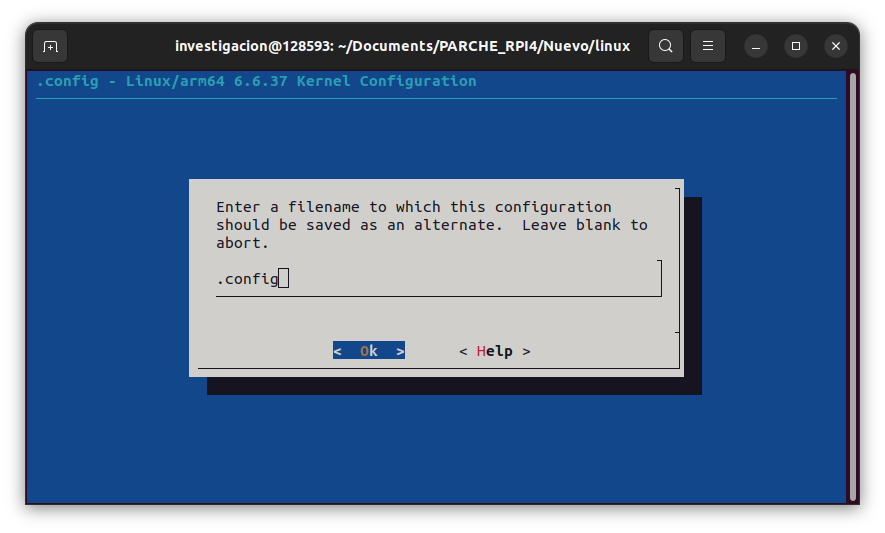 investigacion@128593: ~/Documents/PARCHE_RPI4/Nuevo/linux
.config - Linux/arm64 6.6.37 Kernel Configuration
Enter a filename to which this configuration
should be saved as an alternate.  Leave blank to
abort.
.config
<  Ok  > < Help >